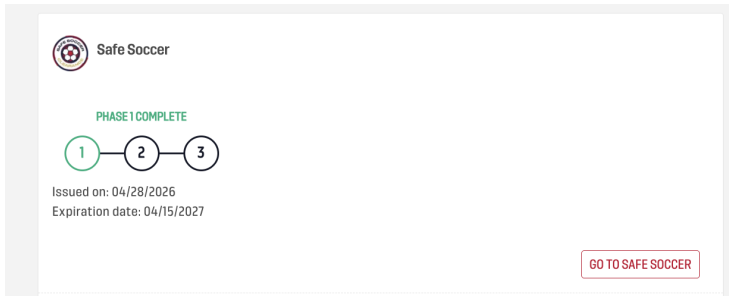 Safe Soccer
PHASE 1 COMPLETE
1 2 3
Issued on: 04/28/2026
Expiration date: 04/15/2027
GO TO SAFE SOCCER